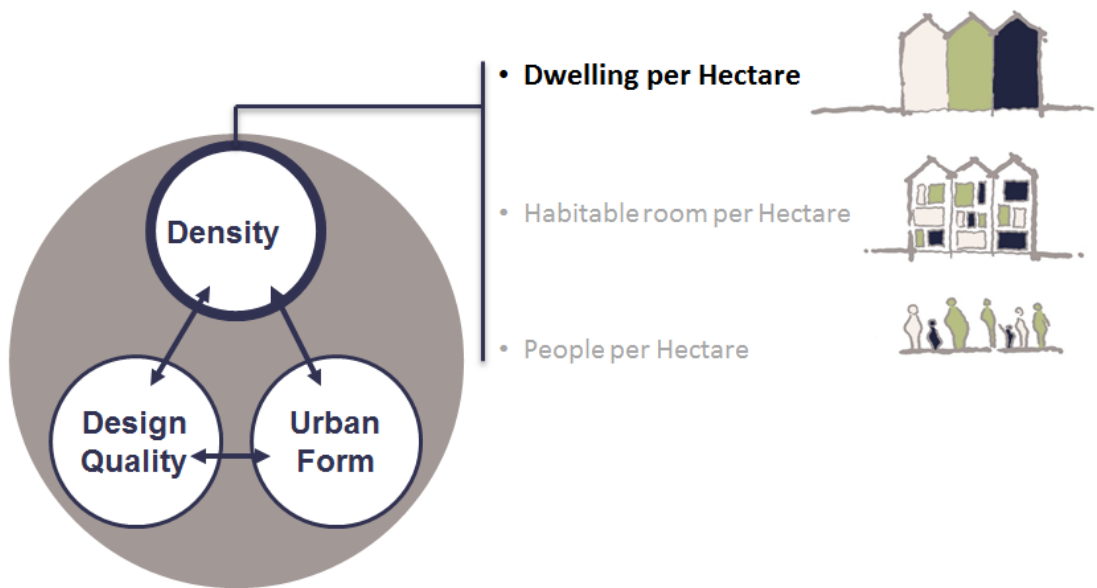 • Dwelling per Hectare
• Habitable room per Hectare
• People per Hectare
Density
Design
Quality
Urban
Form